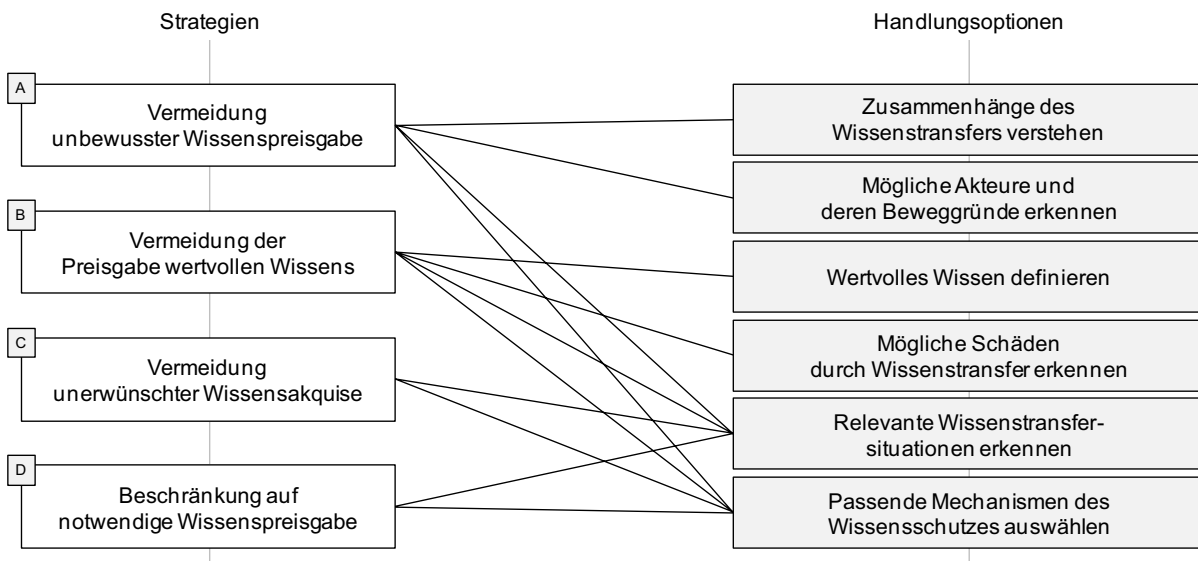 Strategien
Handlungsoptionen
A
Vermeidung
unbewusster Wissenspreisgabe
B
Vermeidung der
Preisgabe wertvollen Wissens
C
Vermeidung
unerwünschter Wissensakquise
D
Beschränkung auf
notwendige Wissenspreisgabe
Zusammenhänge des
Wissenstransfers verstehen
Mögliche Akteure und
deren Beweggründe erkennen
Wertvolles Wissen definieren
Mögliche Schäden
durch Wissenstransfer erkennen
Relevante Wissenstransfer-
situationen erkennen
Passende Mechanismen des
Wissensschutzes auswählen